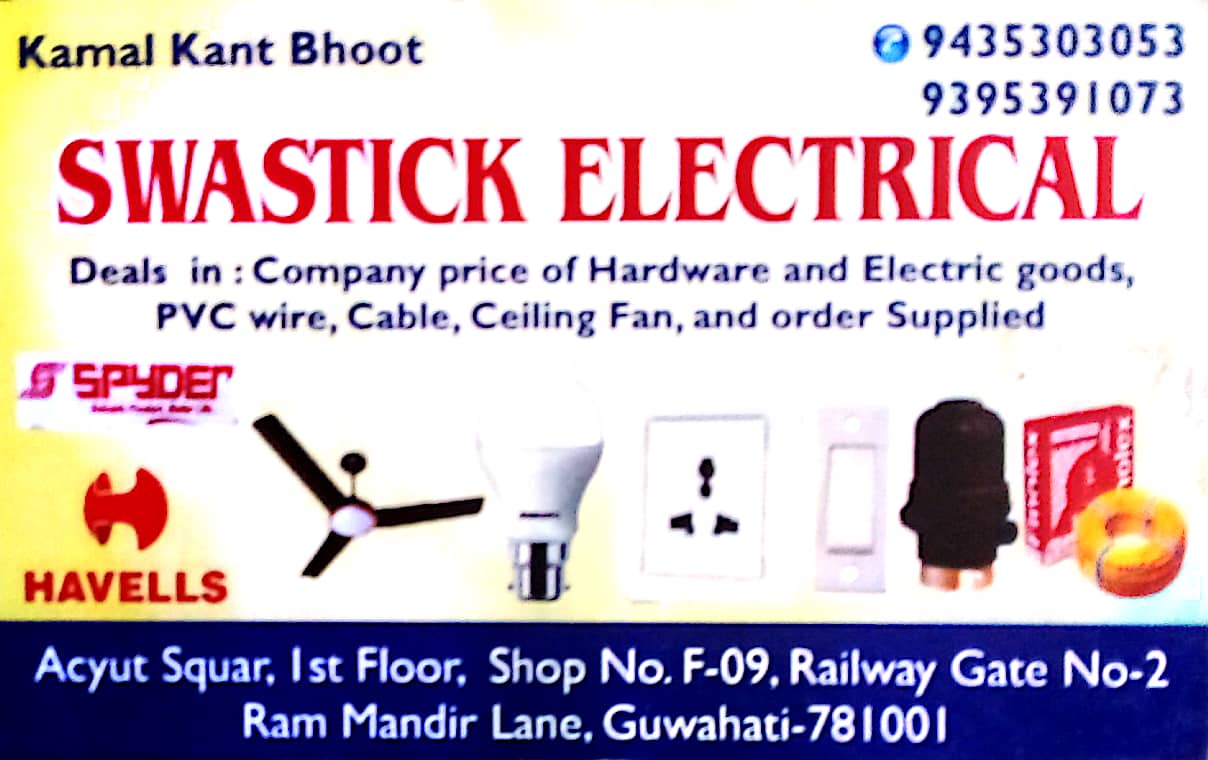 Kamal Kant Bhoot
9435303053
9395391073
SWASTICK ELECTRICAL
Deals in : Company price of Hardware and Electric goods,
PVC wire, Cable, Ceiling Fan, and order Supplied
SPYDER
HAVELLS
Acyut Squar, 1st Floor, Shop No. F-09, Railway Gate No-2
Ram Mandir Lane, Guwahati-781001